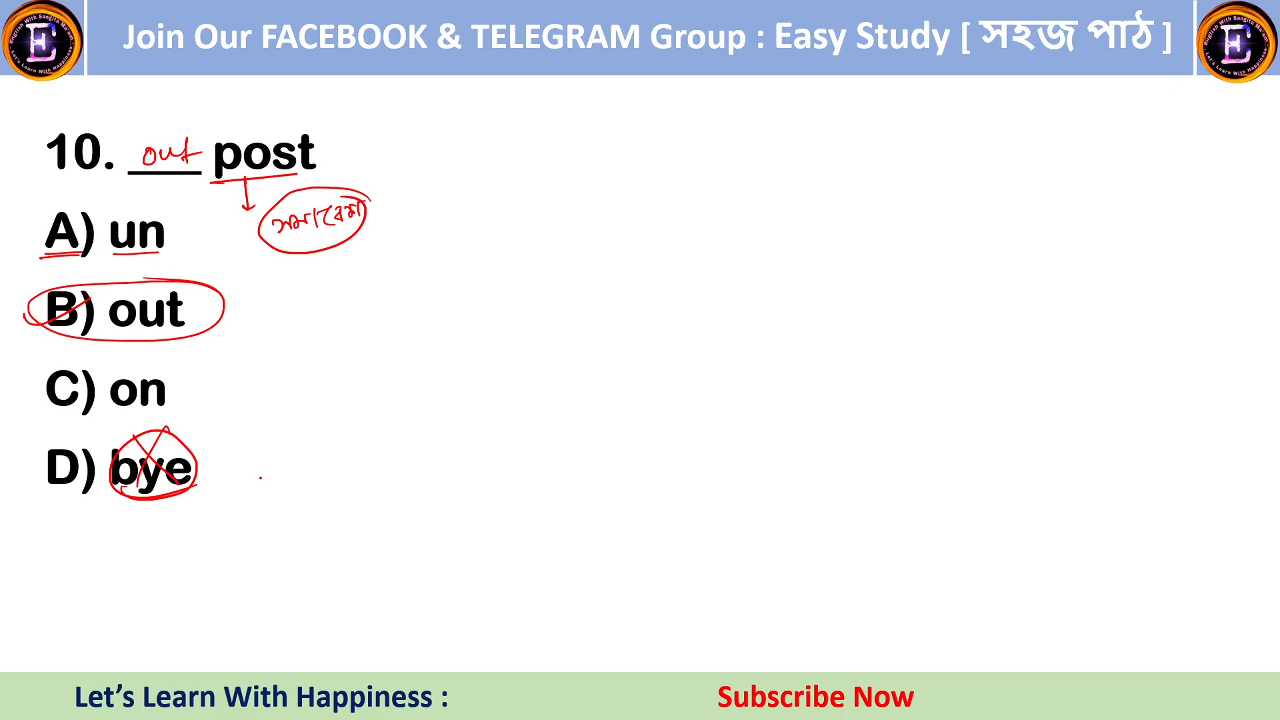 Join Our FACEBOOK & TELEGRAM Group : Easy Study [ সহজ পাঠ ]
E
E
10. out post
সমাবেশ
A) un
B) out
C) on
D) bye
Let’s Learn With Happiness :
Subscribe Now